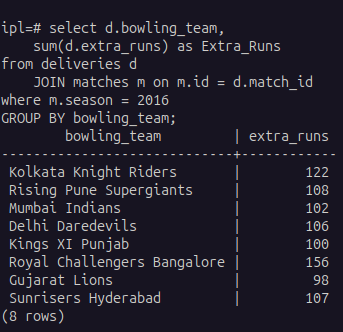 ipl=# select d.bowling_team,
    sum(d.extra_runs) as Extra_Runs
from deliveries d
    JOIN matches m on m.id = d.match_id
where m.season = 2016
GROUP BY bowling_team;
        bowling_team         | extra_runs
-----------------------------+------------
 Kolkata Knight Riders       |        122
 Rising Pune Supergiants     |        108
 Mumbai Indians              |        102
 Delhi Daredevils            |        106
 Kings XI Punjab             |        100
 Royal Challengers Bangalore |        156
 Gujarat Lions               |         98
 Sunrisers Hyderabad         |        107
(8 rows)